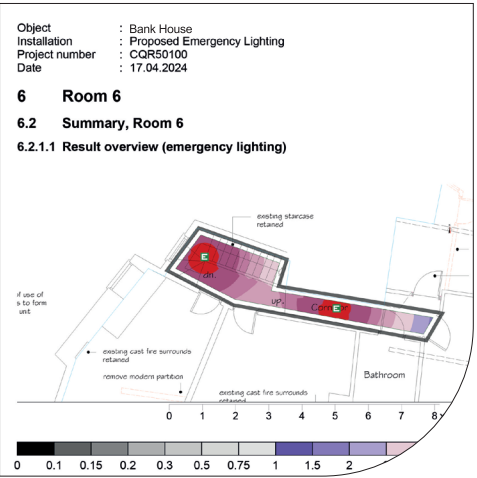 Object : Bank House
Installation : Proposed Emergency Lighting
Project number : CQR50100
Date : 17.04.2024
6 Room 6
6.2 Summary, Room 6
6.2.1.1 Result overview (emergency lighting)
existing staircase
retained
E
dn.
up.
E
of use of
s to form
unit
existing cast fire surrounds
retained
remove modern partition
Bathroom
existing cast fire surrounds
retained
0 1 2 3 4 5 6 7 8
0 0.1 0.15 0.2 0.3 0.5 0.75 1 1.5 2